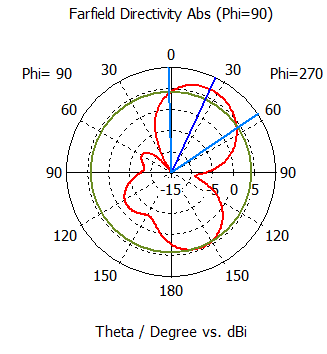 Farfield Directivity Abs (Phi=90)
0
Phi= 90 30 30 Phi=270
60 60
90 -15 -5 0 5 90
120 120
150 150
180
Theta / Degree vs. dBi